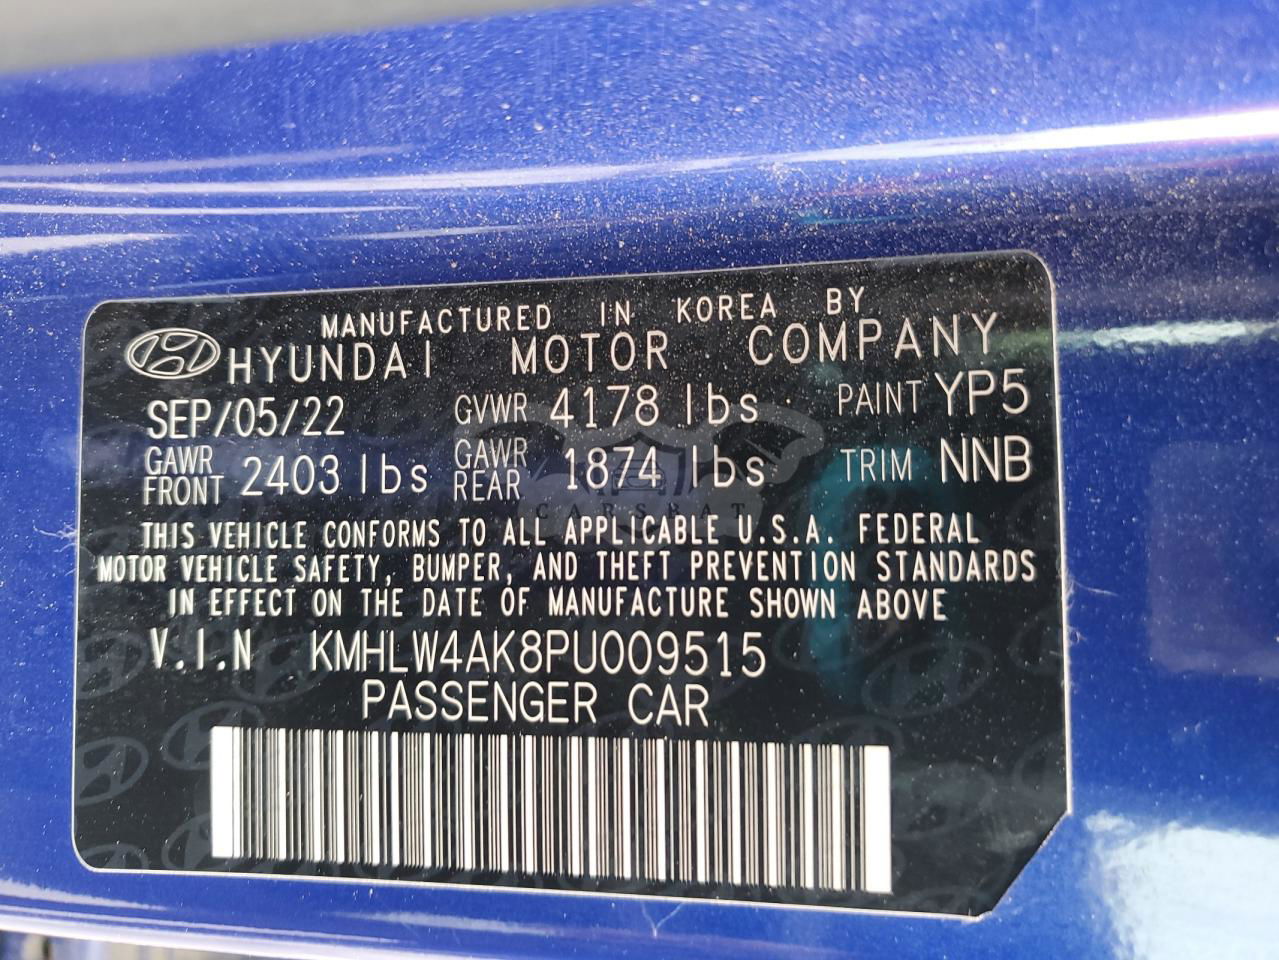 MANUFACTURED IN KOREA BY
HYUNDAI MOTOR COMPANY
SEP/05/22 GVWR 4178 lbs PAINT YP5
GAWR FRONT 2403 lbs GAWR REAR 1874 lbs TRIM NNB
CARSBAT
THIS VEHICLE CONFORMS TO ALL APPLICABLE U.S.A. FEDERAL
MOTOR VEHICLE SAFETY, BUMPER, AND THEFT PREVENTION STANDARDS
IN EFFECT ON THE DATE OF MANUFACTURE SHOWN ABOVE
V.I.N KMHLW4AK8PU009515
PASSENGER CAR